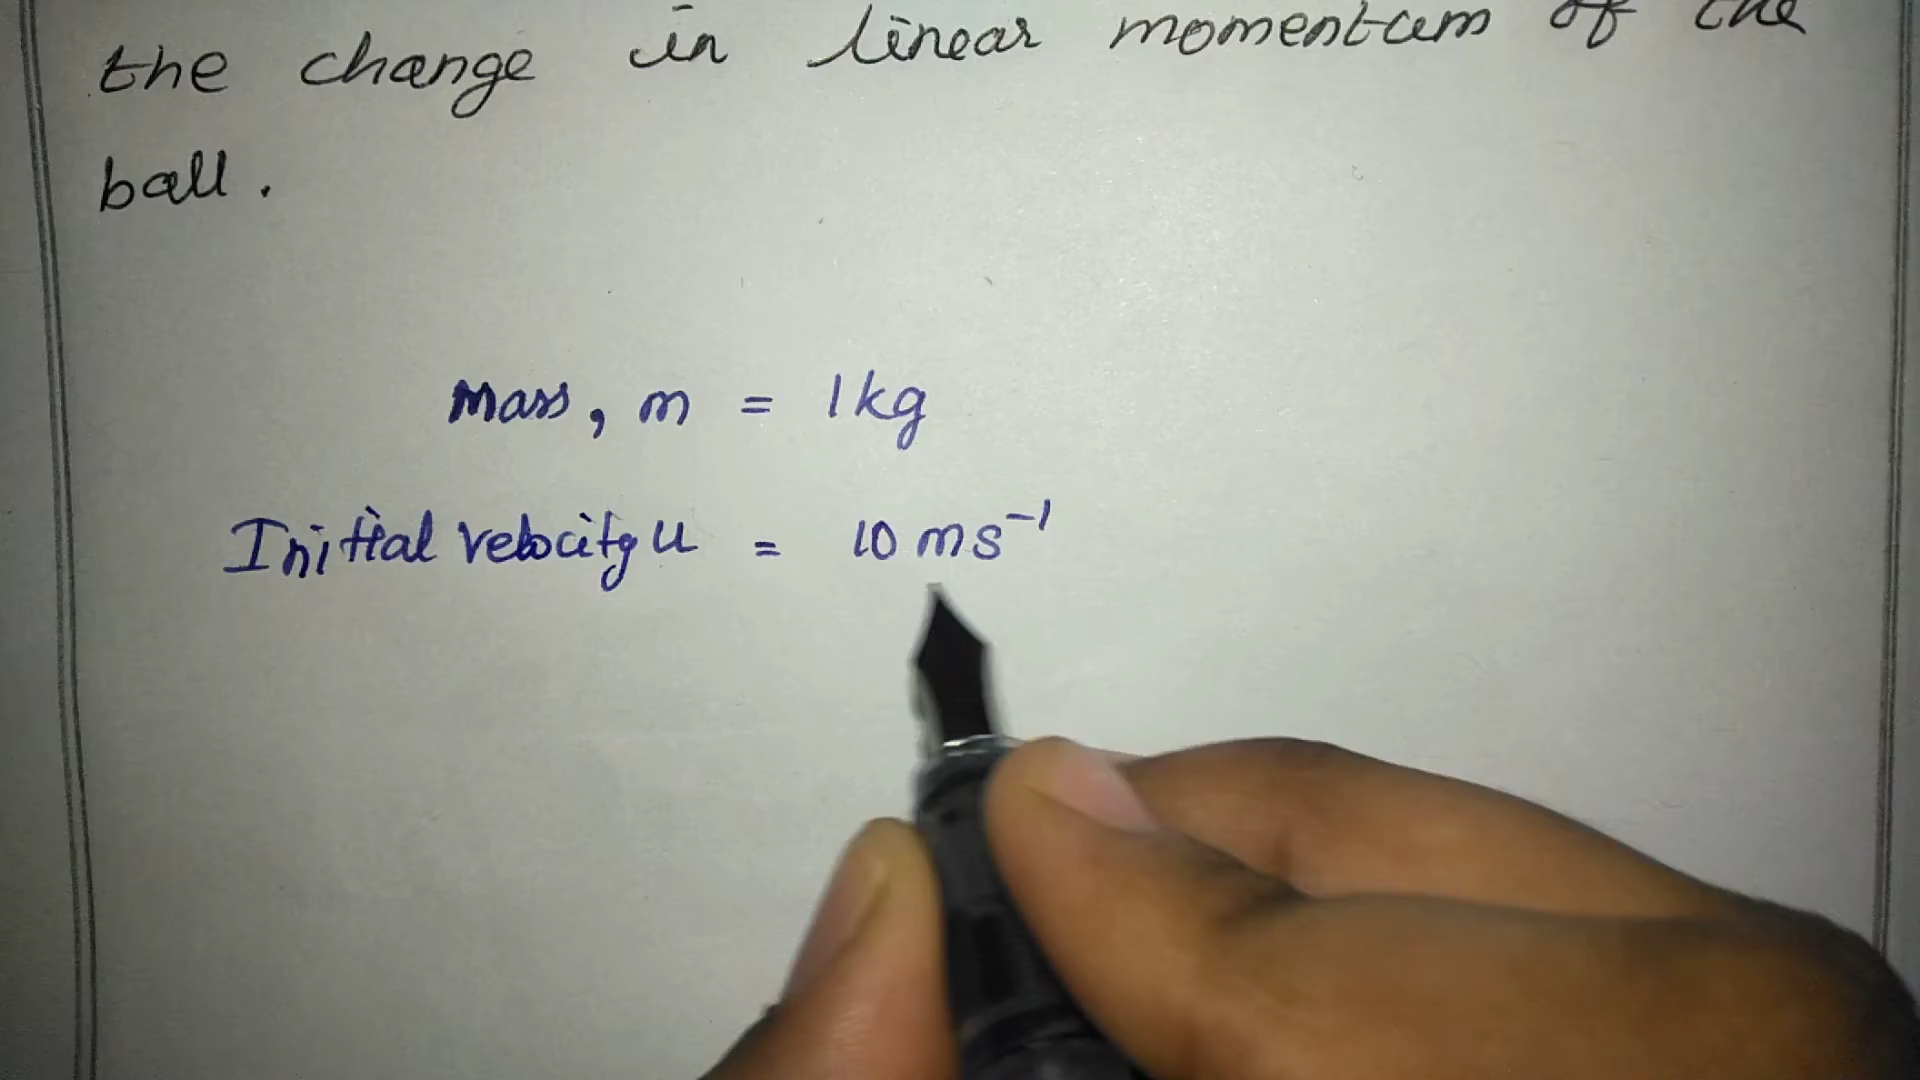 the change in linear momentum of the
ball.
Mass, m = 1kg
Initial velocity u = 10 ms⁻¹